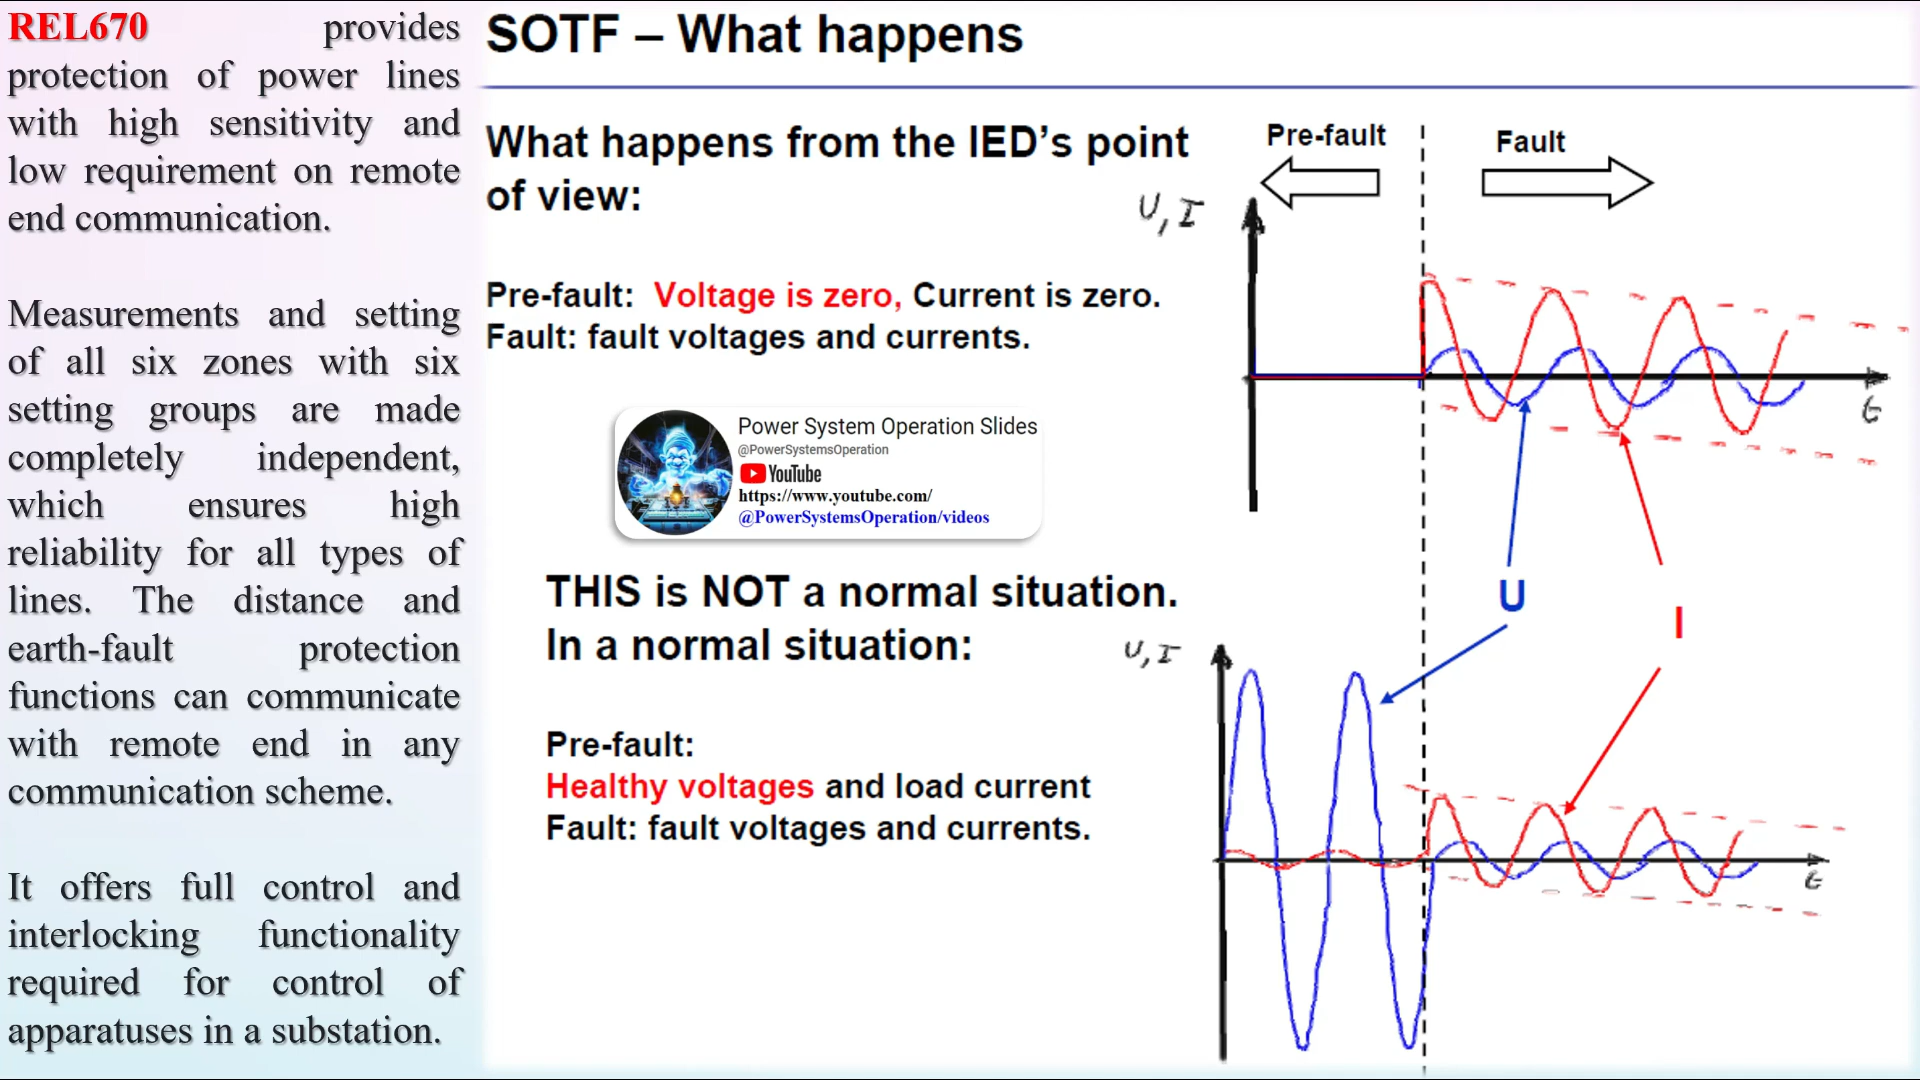 REL670 provides
protection of power lines
with high sensitivity and
low requirement on remote
end communication.
Measurements and setting
of all six zones with six
setting groups are made
completely independent,
which ensures high
reliability for all types of
lines. The distance and
earth-fault protection
functions can communicate
with remote end in any
communication scheme.
It offers full control and
interlocking functionality
required for control of
apparatuses in a substation.
SOTF – What happens
What happens from the IED’s point
of view:
Pre-fault: Voltage is zero, Current is zero.
Fault: fault voltages and currents.
Power System Operation Slides
@PowerSystemsOperation
YouTube
https://www.youtube.com/
@PowerSystemsOperation/videos
THIS is NOT a normal situation.
In a normal situation:
Pre-fault:
Healthy voltages and load current
Fault: fault voltages and currents.
Pre-fault
Fault
U, I
t
U
I
U, I
t